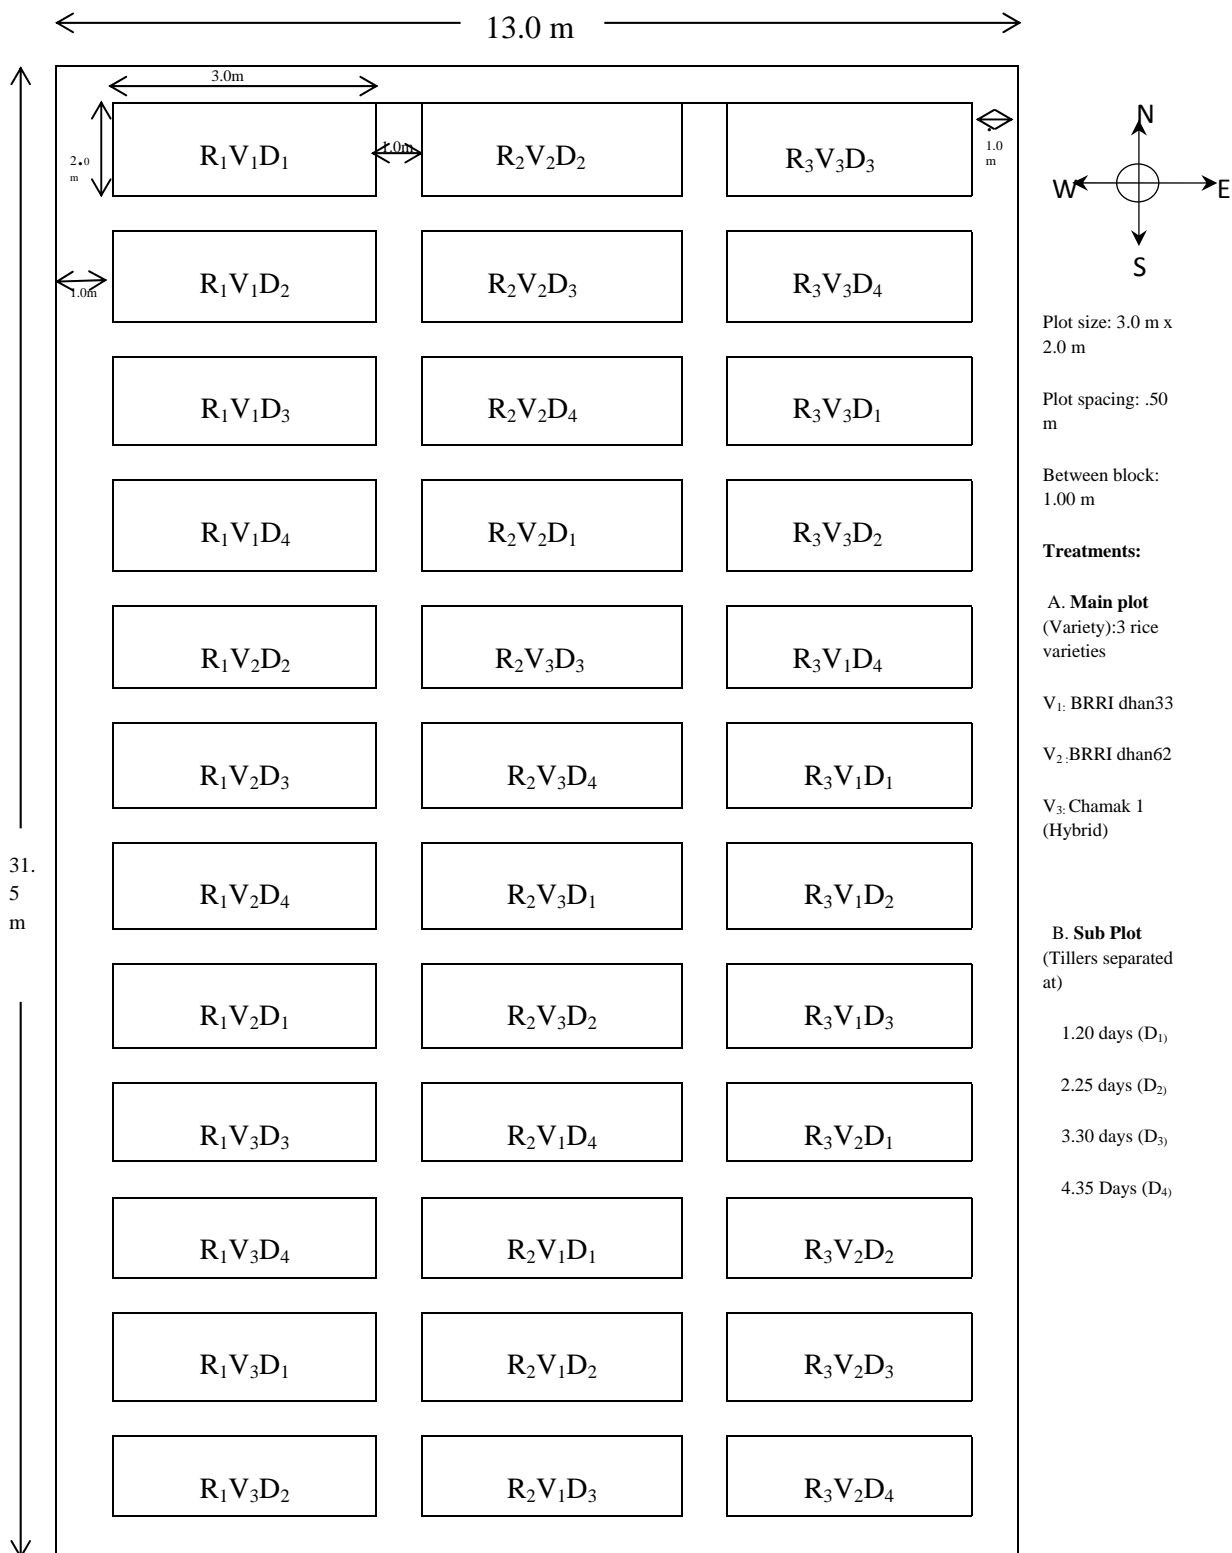 13.0 m
3.0m
2.0
m
1.0m
1.0
m
R₁V₁D₁
R₂V₂D₂
R₃V₃D₃
N
W
E
S
1.0m
R₁V₁D₂
R₂V₂D₃
R₃V₃D₄
Plot size: 3.0 m x
2.0 m
R₁V₁D₃
R₂V₂D₄
R₃V₃D₁
Plot spacing: .50
m
Between block:
1.00 m
R₁V₁D₄
R₂V₂D₁
R₃V₃D₂
Treatments:
A. Main plot
(Variety):3 rice
varieties
R₁V₂D₂
R₂V₃D₃
R₃V₁D₄
V₁: BRRI dhan33
V₂:BRRI dhan62
R₁V₂D₃
R₂V₃D₄
R₃V₁D₁
V₃: Chamak 1
(Hybrid)
31.
5
m
R₁V₂D₄
R₂V₃D₁
R₃V₁D₂
B. Sub Plot
(Tillers separated
at)
R₁V₂D₁
R₂V₃D₂
R₃V₁D₃
1.20 days (D₁)
2.25 days (D₂)
R₁V₃D₃
R₂V₁D₄
R₃V₂D₁
3.30 days (D₃)
4.35 Days (D₄)
R₁V₃D₄
R₂V₁D₁
R₃V₂D₂
R₁V₃D₁
R₂V₁D₂
R₃V₂D₃
R₁V₃D₂
R₂V₁D₃
R₃V₂D₄